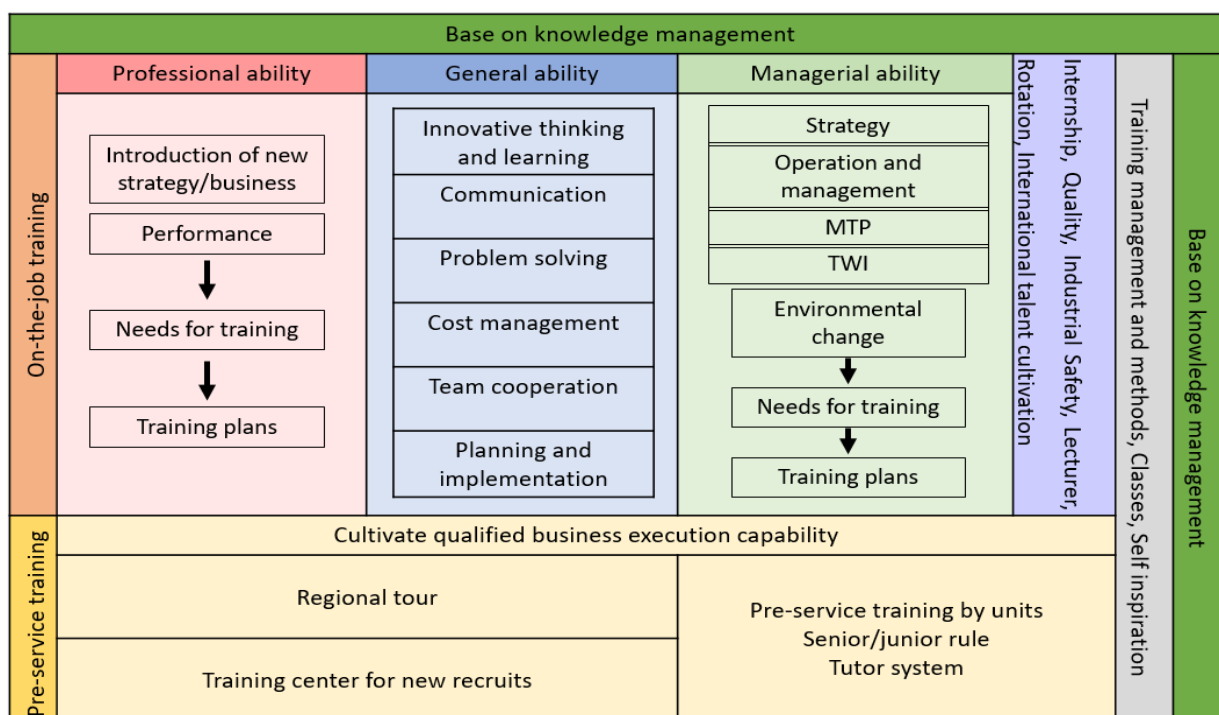 Base on knowledge management
On-the-job training
Professional ability
Introduction of new
strategy/business
Performance
Needs for training
Training plans
General ability
Innovative thinking
and learning
Communication
Problem solving
Cost management
Team cooperation
Planning and
implementation
Managerial ability
Strategy
Operation and
management
MTP
TWI
Environmental
change
Needs for training
Training plans
Internship, Quality, Industrial Safety, Lecturer,
Rotation, International talent cultivation
Training management and methods, Classes, Self inspiration
Base on knowledge management
Pre-service training
Cultivate qualified business execution capability
Regional tour
Training center for new recruits
Pre-service training by units
Senior/junior rule
Tutor system